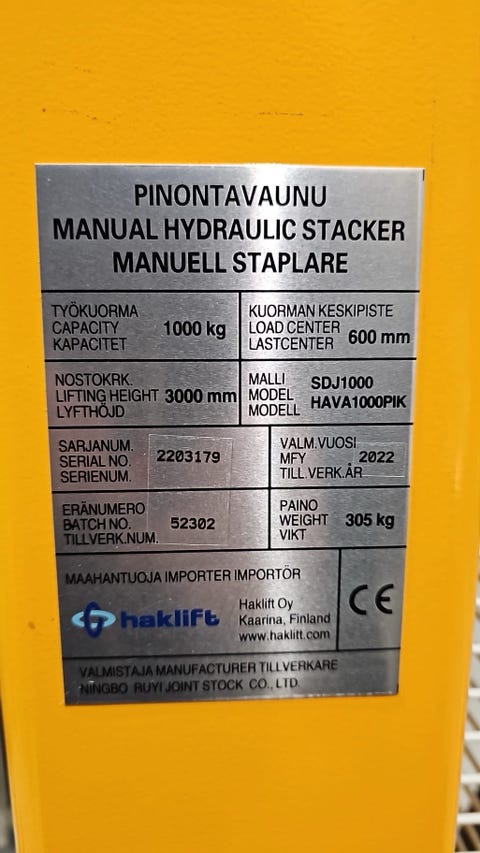 PINONTAVAUNU
MANUAL HYDRAULIC STACKER
MANUELL STAPLARE
TYÖKUORMA
CAPACITY 1000 kg
KAPACITET
KUORMAN KESKIPISTE
LOAD CENTER 600 mm
LASTCENTER
NOSTOKRK.
LIFTING HEIGHT 3000 mm
LYFTHÖJD
MALLI SDJ1000
MODEL HAVA1000PIK
MODELL
SARJANUM.
SERIAL NO. 2203179
SERIENUM.
VALM.VUOSI
MFY 2022
TILL.VERK.ÅR
ERÄNUMERO
BATCH NO. 52302
TILLVERK.NUM.
PAINO
WEIGHT 305 kg
VIKT
MAAHANTUOJA IMPORTER IMPORTÖR
haklift
Haklift Oy
Kaarina, Finland
www.haklift.com
CE
VALMISTAJA MANUFACTURER TILLVERKARE
NINGBO RUYI JOINT STOCK CO., LTD.